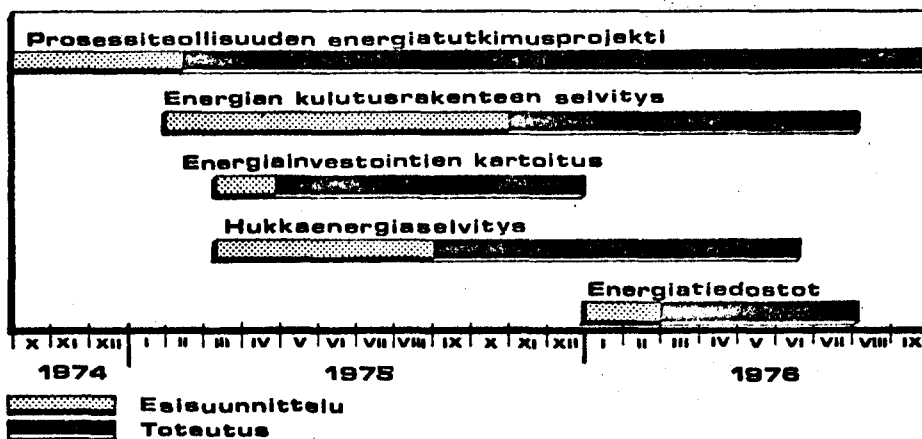 Prosessiteollisuuden energiatutkimusprojekti
Energian kulutusrakenteen selvitys
Energiainvestointien kartoitus
Hukkaenergiaselvitys
Energiatiedostot
X XI XII I II III IV V VI VII VIII IX X XI XII I II III IV V VI VII VIII IX
1974 1975 1976
Esisuunnittelu
Toteutus